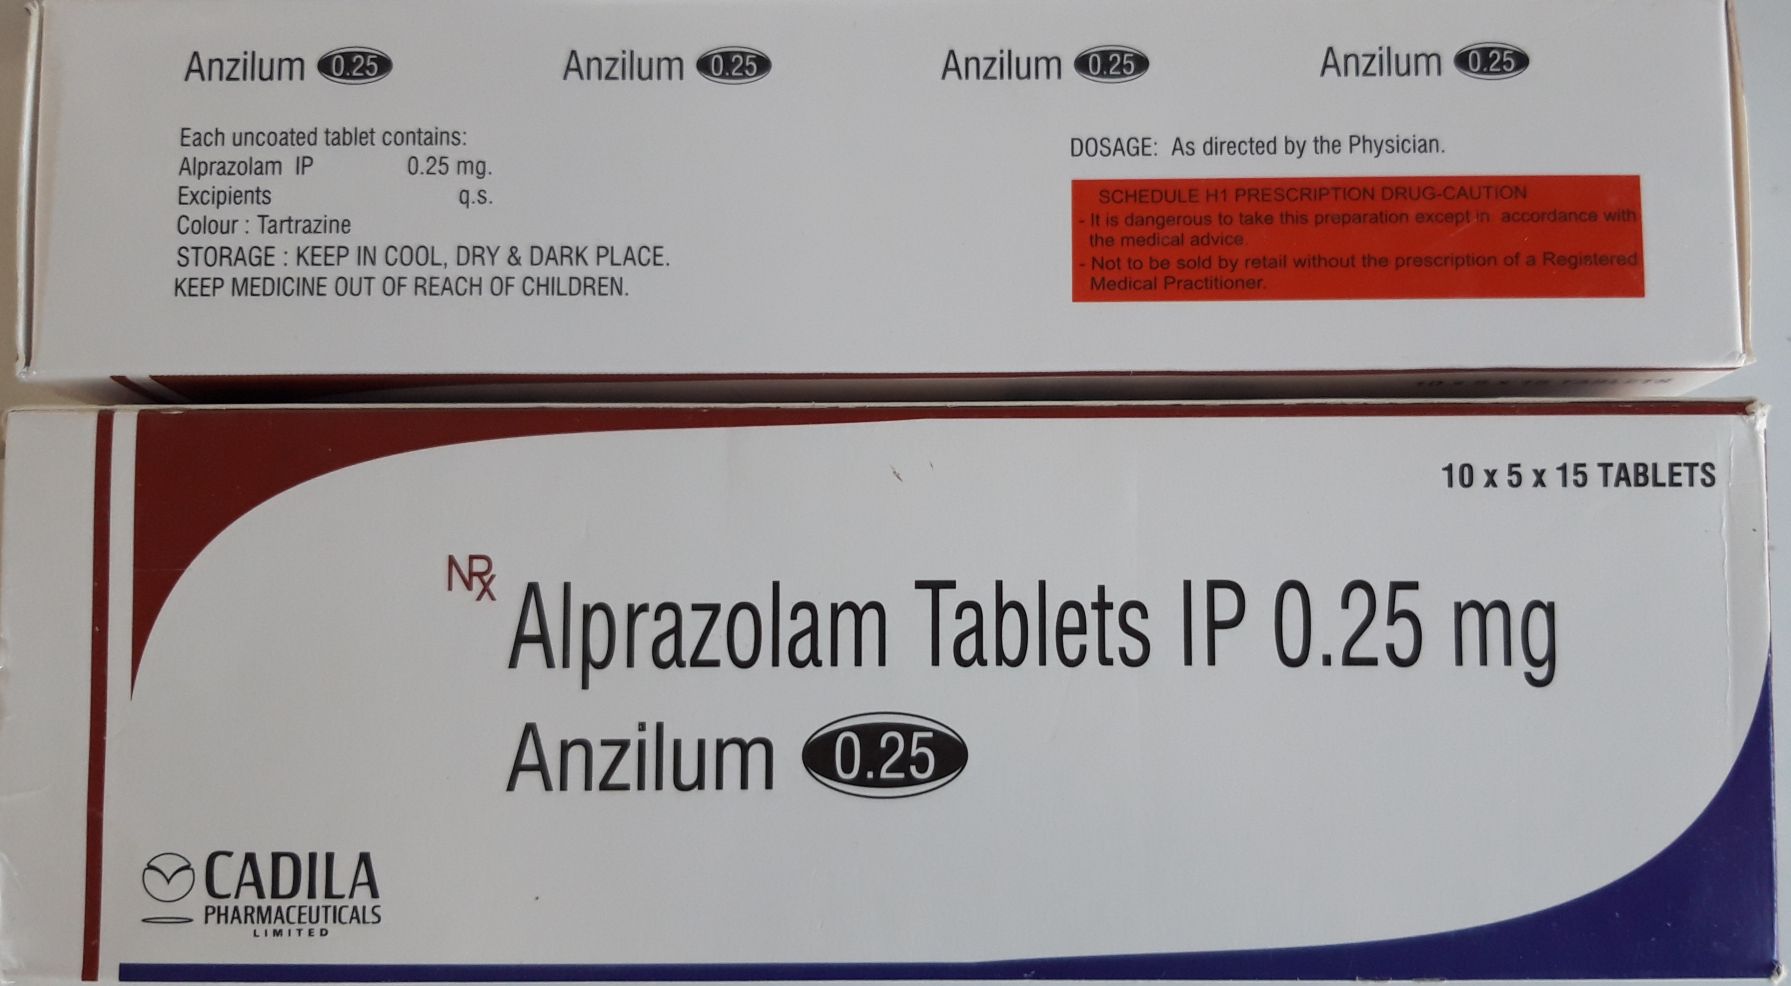 Anzilum 0.25 Anzilum 0.25 Anzilum 0.25 Anzilum 0.25
Each uncoated tablet contains:
Alprazolam IP 0.25 mg.
Excipients q.s.
Colour : Tartrazine
STORAGE : KEEP IN COOL, DRY & DARK PLACE.
KEEP MEDICINE OUT OF REACH OF CHILDREN.
DOSAGE: As directed by the Physician.
SCHEDULE H1 PRESCRIPTION DRUG-CAUTION
- It is dangerous to take this preparation except in accordance with
the medical advice.
- Not to be sold by retail without the prescription of a Registered
Medical Practitioner.
10 x 5 x 15 TABLETS
10 x 5 x 15 TABLETS
NRx Alprazolam Tablets IP 0.25 mg
Anzilum 0.25
CADILA
PHARMACEUTICALS
LIMITED